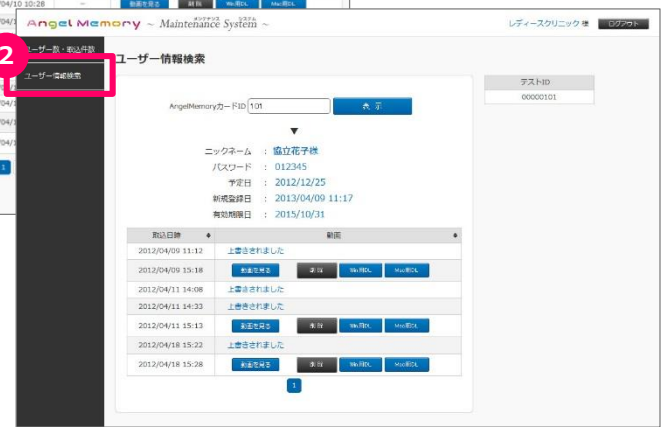 04/10 10:28 - 動画を見る 削除 Win用DL Mac用DL
Angel Memory ~ Maintenance System ~
メンテナンス システム
レディースクリニック 様 ログアウト
ユーザー数・取込件数
2
ユーザー情報検索
ユーザー情報検索
テストID
00000101
AngelMemoryカードID 101 表 示
▼
ニックネーム : 協立花子様
パスワード : 012345
予定日 : 2012/12/25
新規登録日 : 2013/04/09 11:17
有効期限日 : 2015/10/31
取込日時 動画
2012/04/09 11:12 上書きされました
2012/04/09 15:18 動画を見る 削除 Win用DL Mac用DL
2012/04/11 14:08 上書きされました
2012/04/11 14:33 上書きされました
2012/04/11 15:13 動画を見る 削除 Win用DL Mac用DL
2012/04/18 15:22 上書きされました
2012/04/18 15:28 動画を見る 削除 Win用DL Mac用DL
1
1